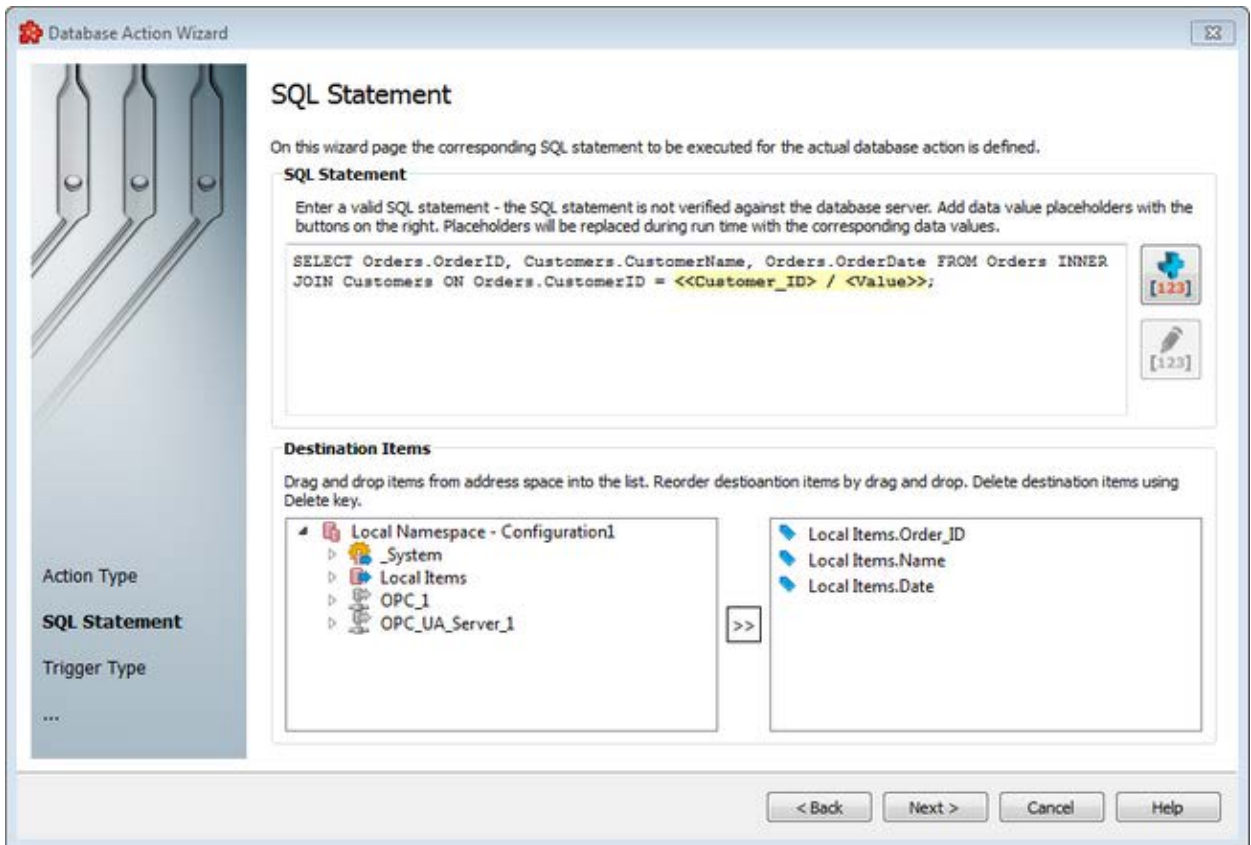 Database Action Wizard
SQL Statement
On this wizard page the corresponding SQL statement to be executed for the actual database action is defined.
SQL Statement
Enter a valid SQL statement - the SQL statement is not verified against the database server. Add data value placeholders with the
buttons on the right. Placeholders will be replaced during run time with the corresponding data values.
SELECT Orders.OrderID, Customers.CustomerName, Orders.OrderDate FROM Orders INNER
JOIN Customers ON Orders.CustomerID = <<Customer_ID> / <Value>>;
[123]
[123]
Destination Items
Drag and drop items from address space into the list. Reorder destioantion items by drag and drop. Delete destination items using
Delete key.
Local Namespace - Configuration1
_System
Local Items
OPC_1
OPC_UA_Server_1
>>
Local Items.Order_ID
Local Items.Name
Local Items.Date
Action Type
SQL Statement
Trigger Type
...
< Back
Next >
Cancel
Help